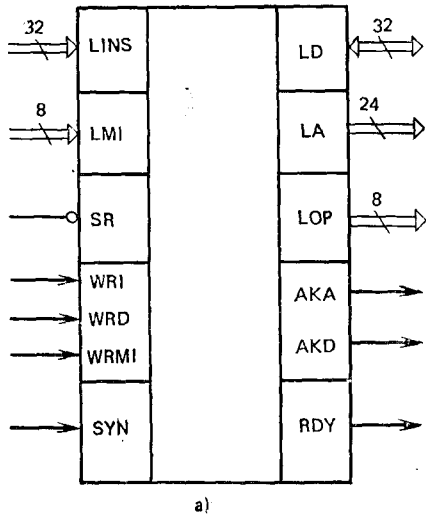 32
LINS
LD
32
8
LMI
LA
24
SR
LOP
8
WRI
WRD
WRMI
AKA
AKD
SYN
RDY
а)